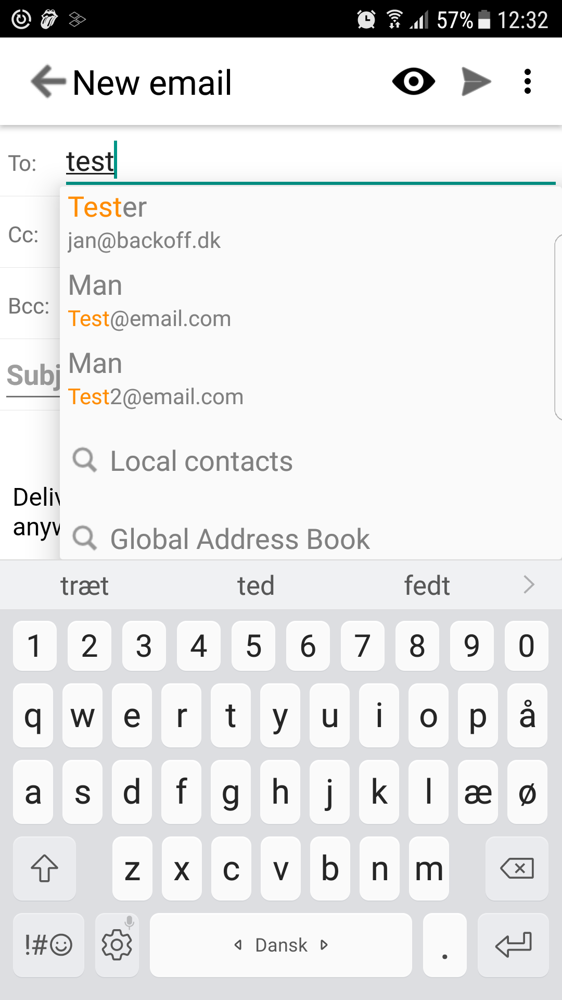 57% 12:32
New email
To: test
Tester
jan@backoff.dk
Cc:
Man
Test@email.com
Bcc:
Man
Test2@email.com
Subj
Local contacts
Deliv
anyw
Global Address Book
træt ted fedt
1 2 3 4 5 6 7 8 9 0
q w e r t y u i o p å
a s d f g h j k l æ ø
z x c v b n m
!#☺ Dansk .